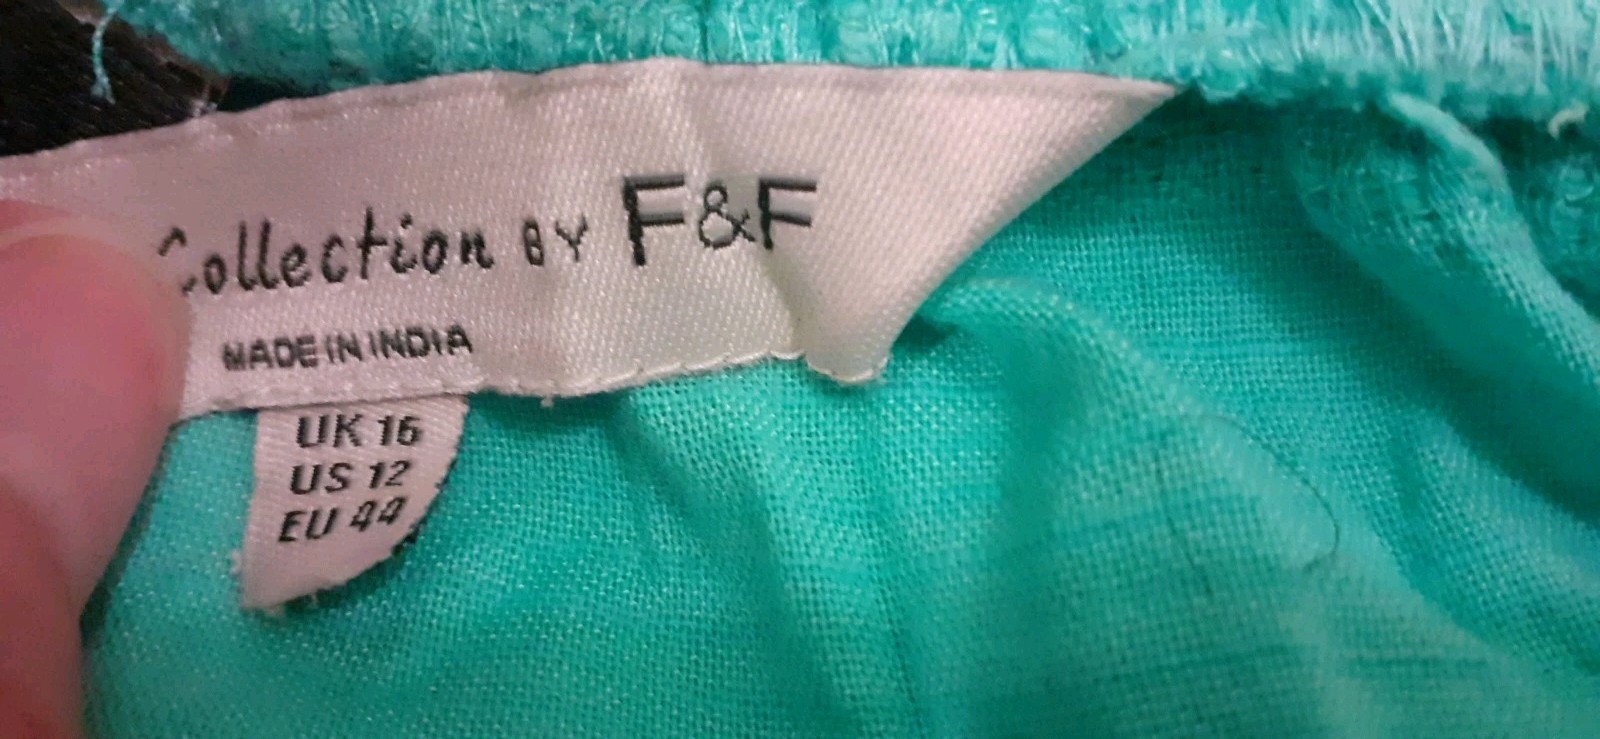 Collection BY F&F
MADE IN INDIA
UK 16
US 12
EU 44